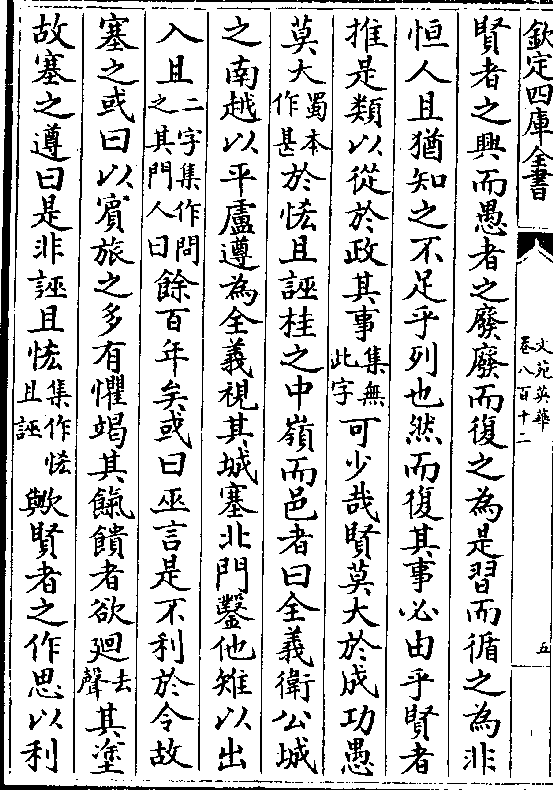 欽定四庫全書
文苑英華
卷八百十二
五
賢者之興而愚者之廢廢而復之為是習而循之為非
恒人且猶知之不足乎列也然而復其事必由乎賢者
推是類以從於政其事集無此字可少哉賢莫大於成功愚
莫大蜀本作甚於恡且誣桂之中嶺而邑者曰全義衛公城
之南越以平盧遵為全義視其城塞北門鑿他雉以出
入且二字集作問之其門人曰餘百年矣或曰巫言是不利於令故
塞之或曰以賓旅之多有懼竭其餼饋者欲廻去聲其塗
故塞之遵曰是非誣且恡集作恡且誣歟賢者之作思以利